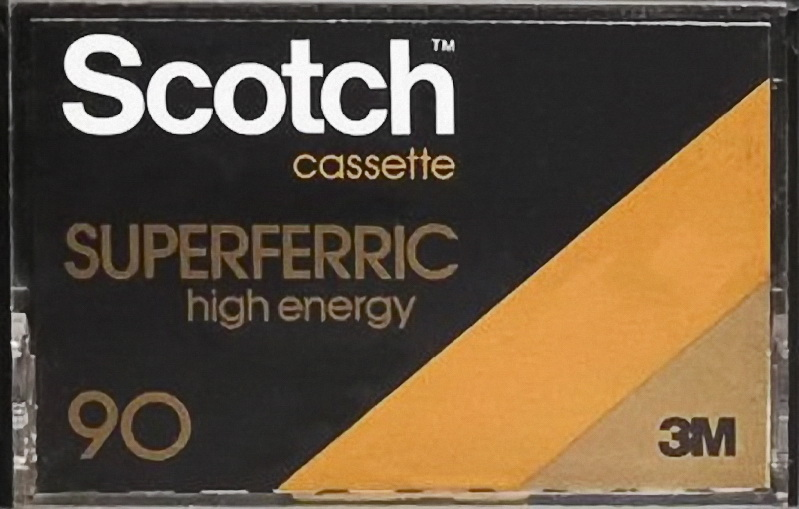 Scotch™
cassette
SUPERFERRIC
high energy
90
3M